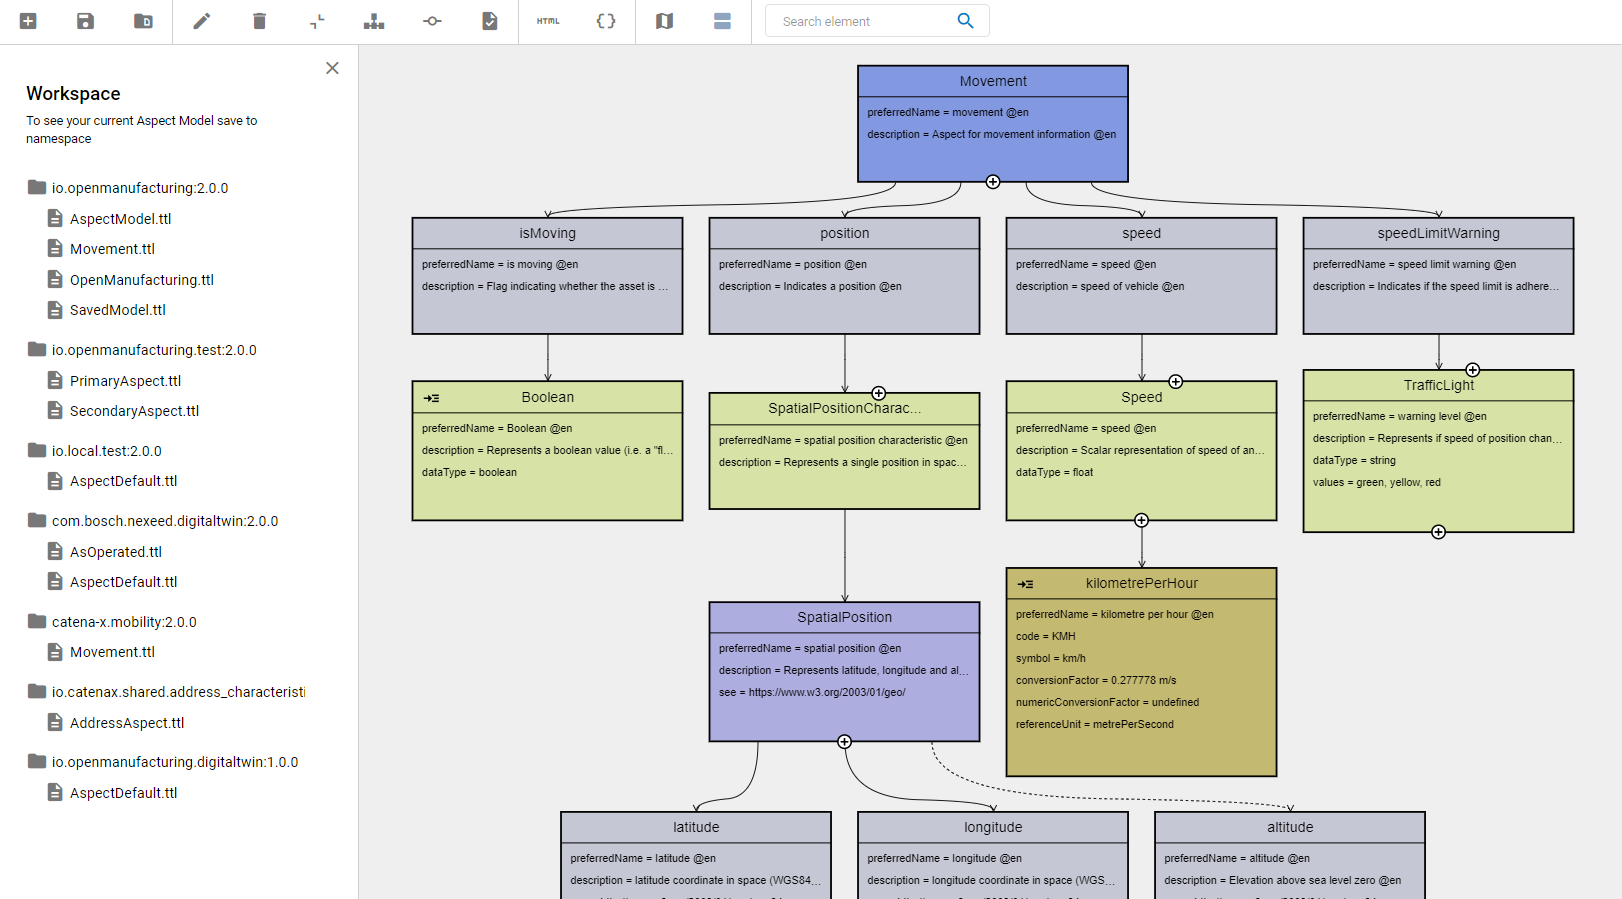 HTML
Search element
Workspace
To see your current Aspect Model save to
namespace
io.openmanufacturing:2.0.0
AspectModel.ttl
Movement.ttl
OpenManufacturing.ttl
SavedModel.ttl
io.openmanufacturing.test:2.0.0
PrimaryAspect.ttl
SecondaryAspect.ttl
io.local.test:2.0.0
AspectDefault.ttl
com.bosch.nexeed.digitaltwin:2.0.0
AsOperated.ttl
AspectDefault.ttl
catena-x.mobility:2.0.0
Movement.ttl
io.catenax.shared.address_characteristi
AddressAspect.ttl
io.openmanufacturing.digitaltwin:1.0.0
AspectDefault.ttl
Movement
preferredName = movement @en
description = Aspect for movement information @en
isMoving
preferredName = is moving @en
description = Flag indicating whether the asset is ...
position
preferredName = position @en
description = Indicates a position @en
speed
preferredName = speed @en
description = speed of vehicle @en
speedLimitWarning
preferredName = speed limit warning @en
description = Indicates if the speed limit is adhere...
Boolean
preferredName = Boolean @en
description = Represents a boolean value (i.e. a "fl...
dataType = boolean
SpatialPositionCharac...
preferredName = spatial position characteristic @en
description = Represents a single position in spac...
Speed
preferredName = speed @en
description = Scalar representation of speed of an...
dataType = float
TrafficLight
preferredName = warning level @en
description = Represents if speed of position chan...
dataType = string
values = green, yellow, red
SpatialPosition
preferredName = spatial position @en
description = Represents latitude, longitude and al...
see = https://www.w3.org/2003/01/geo/
kilometrePerHour
preferredName = kilometre per hour @en
code = KMH
symbol = km/h
conversionFactor = 0.277778 m/s
numericConversionFactor = undefined
referenceUnit = metrePerSecond
latitude
preferredName = latitude @en
description = latitude coordinate in space (WGS84...
longitude
preferredName = longitude @en
description = longitude coordinate in space (WGS...
altitude
preferredName = altitude @en
description = Elevation above sea level zero @en